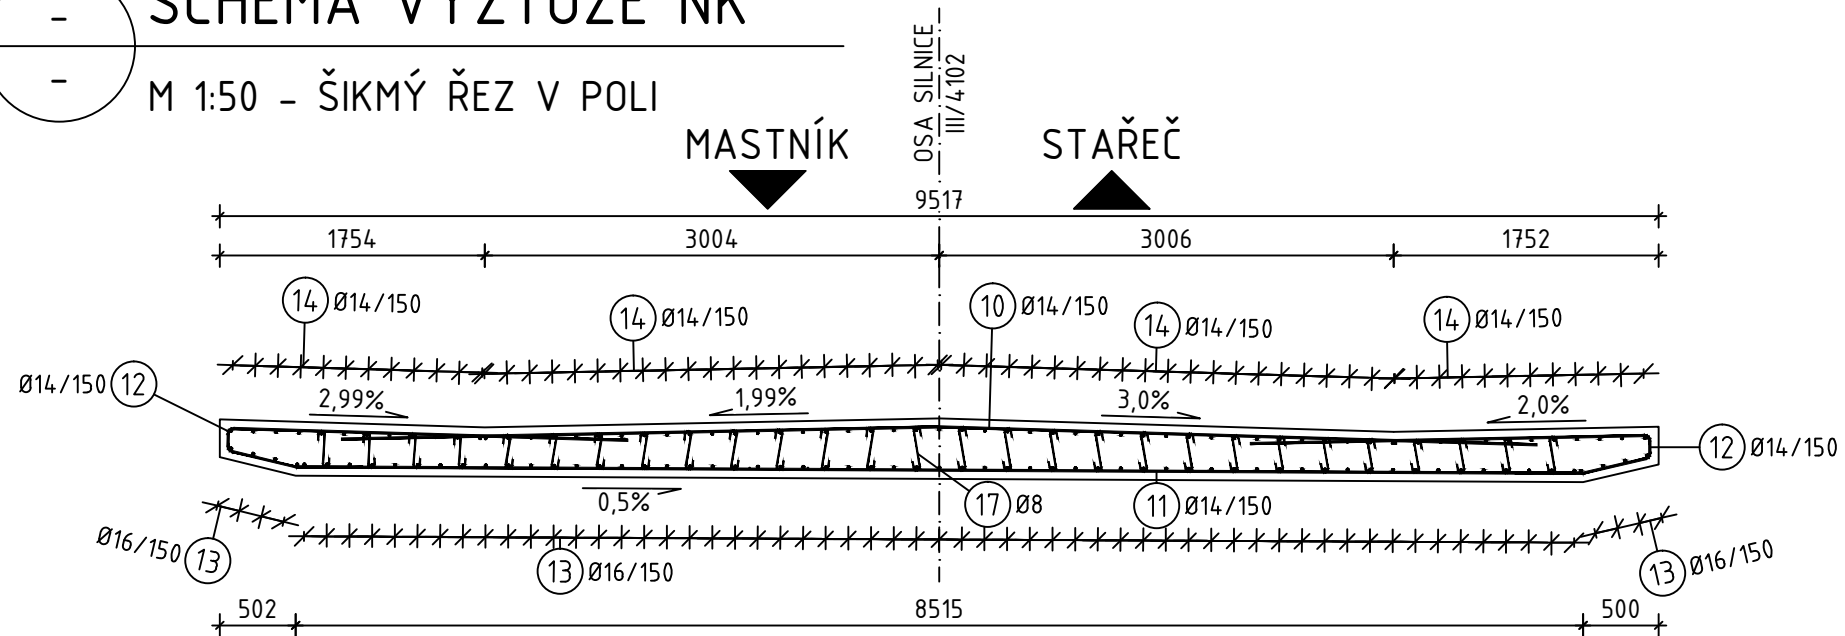 -
SCHÉMA VÝZTUŽE NK
-
M 1:50 - ŠIKMÝ ŘEZ V POLI
OSA SILNICE
III/4102
MASTNÍK
STAŘEČ
9517
1754
3004
3006
1752
14 Ø14/150
14 Ø14/150
10 Ø14/150
14 Ø14/150
14 Ø14/150
Ø14/150 12
2,99%
1,99%
3,0%
2,0%
12 Ø14/150
0,5%
17 Ø8
11 Ø14/150
Ø16/150 13
13 Ø16/150
13 Ø16/150
502
8515
500